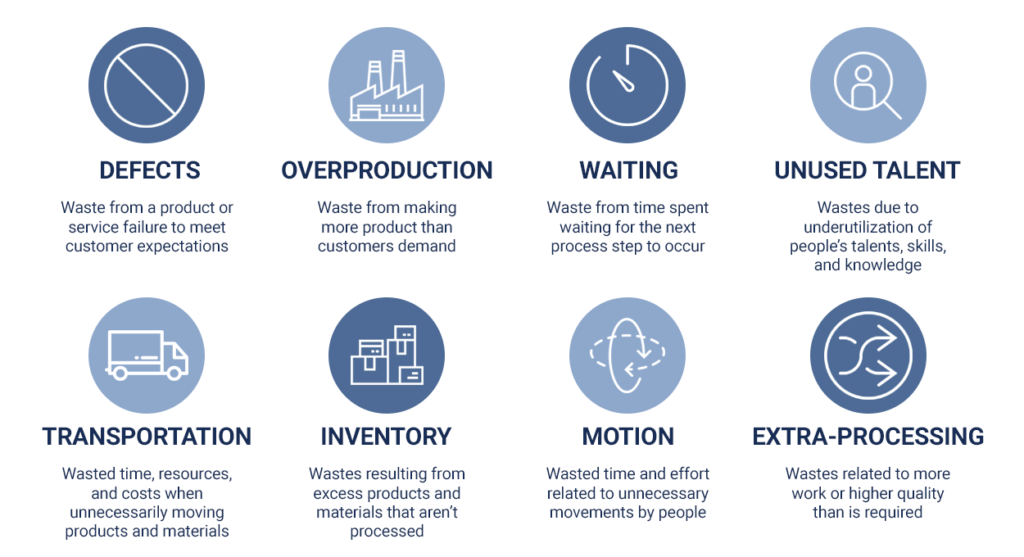 DEFECTS
Waste from a product or
service failure to meet
customer expectations
OVERPRODUCTION
Waste from making
more product than
customers demand
WAITING
Waste from time spent
waiting for the next
process step to occur
UNUSED TALENT
Wastes due to
underutilization of
people’s talents, skills,
and knowledge
TRANSPORTATION
Wasted time, resources,
and costs when
unnecessarily moving
products and materials
INVENTORY
Wastes resulting from
excess products and
materials that aren’t
processed
MOTION
Wasted time and effort
related to unnecessary
movements by people
EXTRA-PROCESSING
Wastes related to more
work or higher quality
than is required